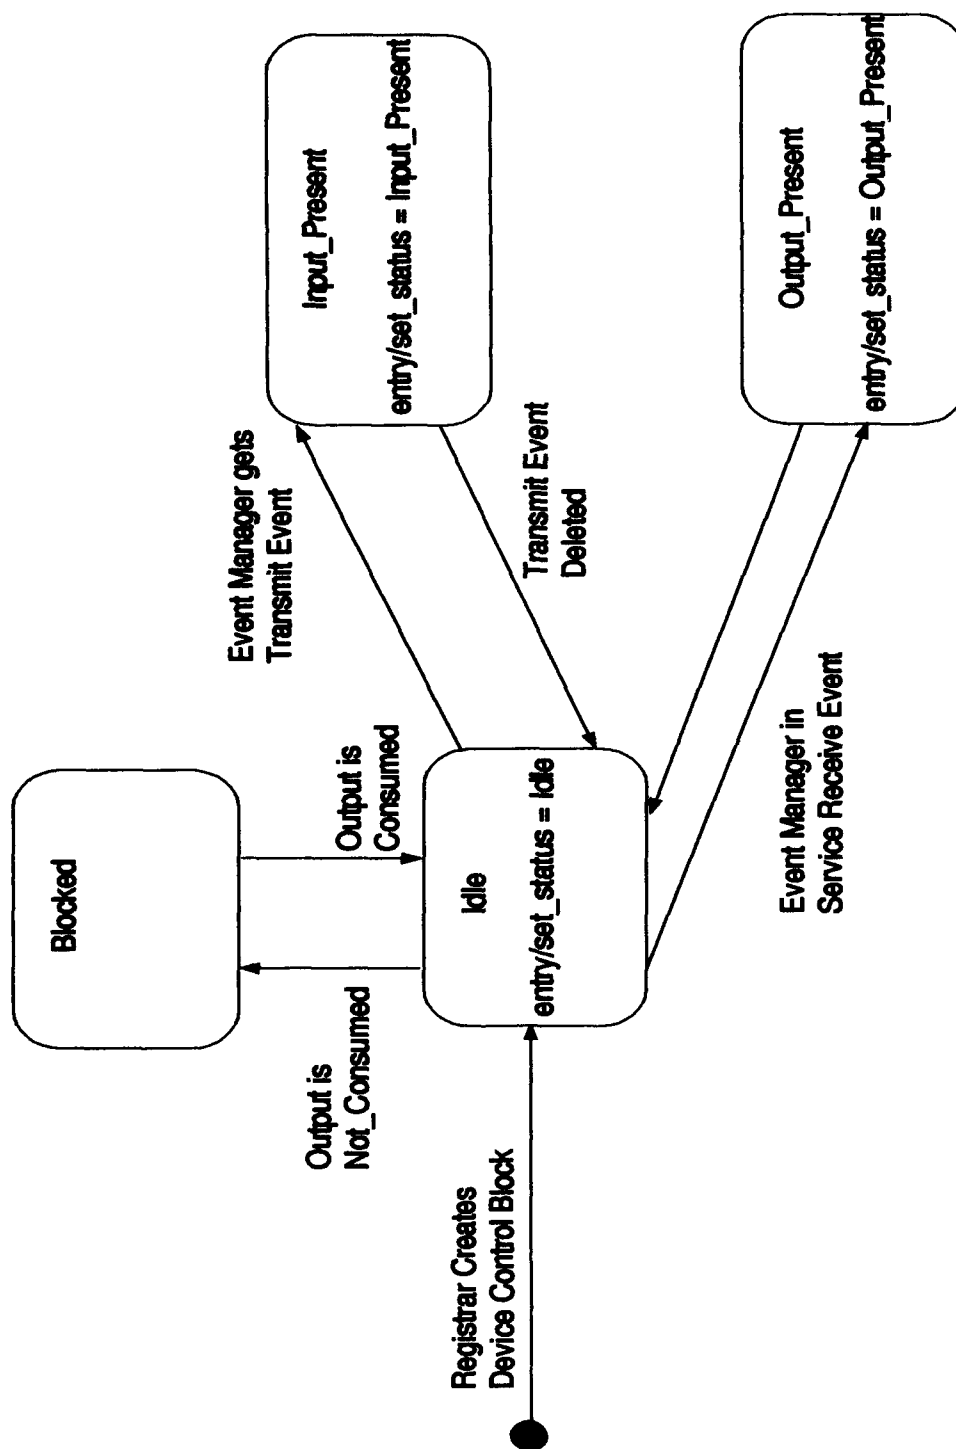 Blocked
Output is
Not_Consumed
Output is
Consumed
Registrar Creates
Device Control Block
Idle
entry/set_status = Idle
Event Manager gets
Transmit Event
Transmit Event
Deleted
Input_Present
entry/set_status = Input_Present
Event Manager in
Service Receive Event
Output_Present
entry/set_status = Output_Present